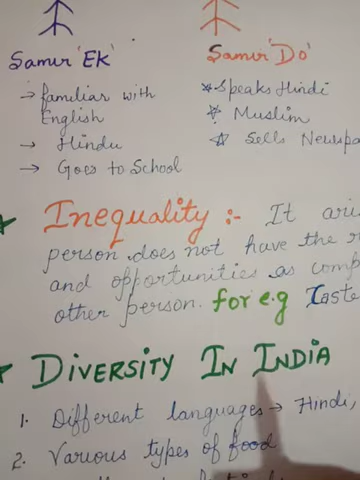 Samir 'Ek'
→ familiar with
English
→ Hindu
→ Goes to School
Samir 'Do'
Speaks Hindi
Muslim
Sells Newspa
Inequality :- It ari
person does not have the r
and opportunities as comp
other person. for e.g Caste
DIVERSITY IN INDIA
1. Different languages → Hindi,
2. Various types of food